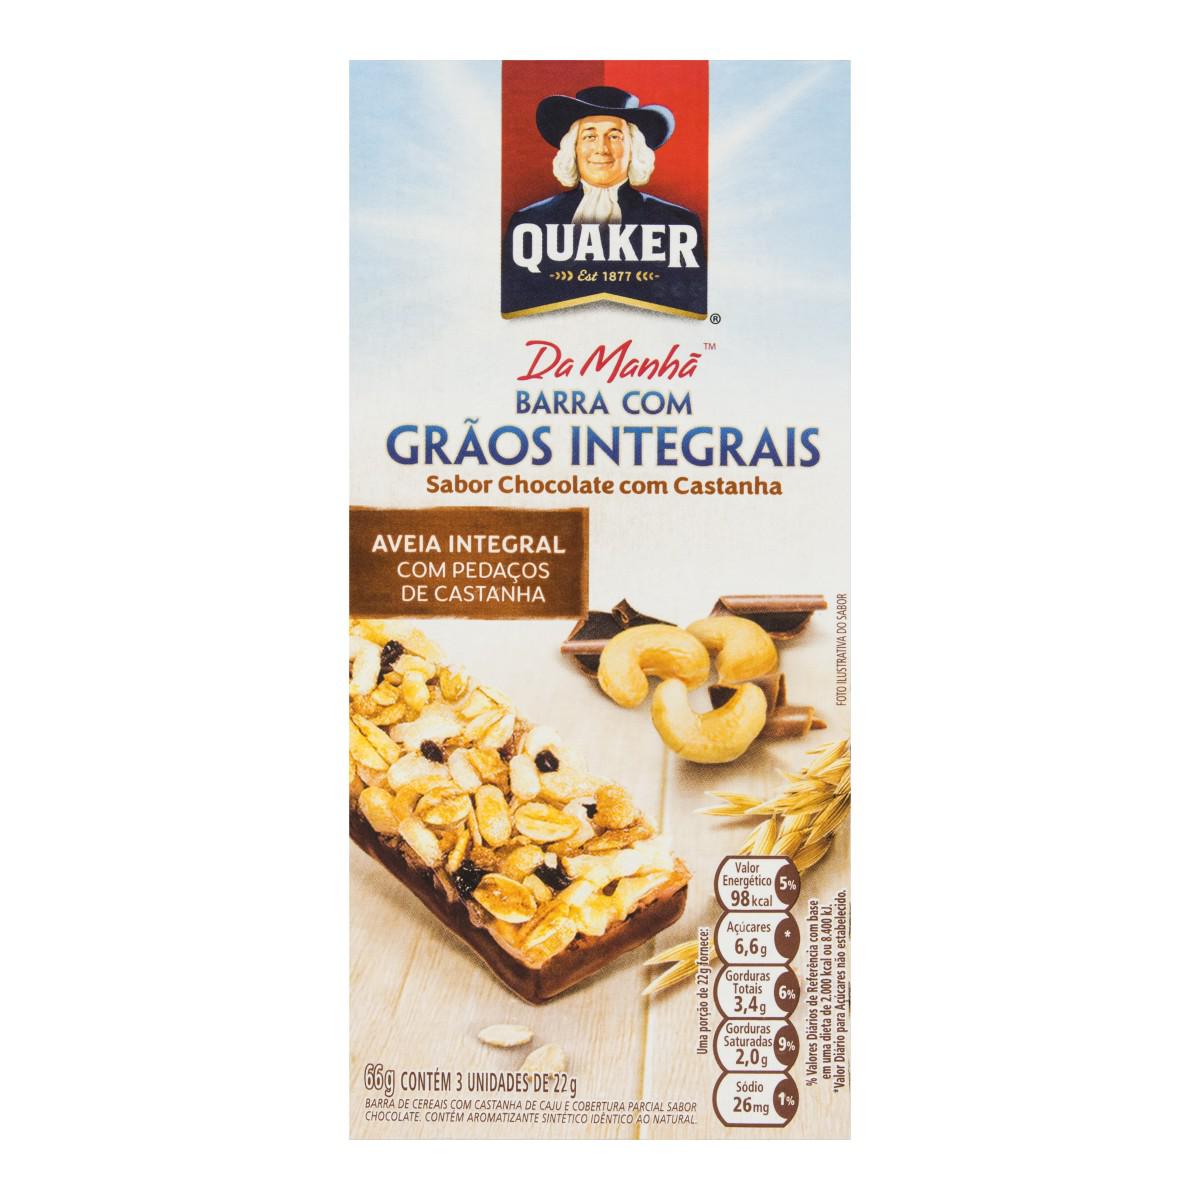 QUAKER
Est 1877
®
Da Manhã™
BARRA COM
GRÃOS INTEGRAIS
Sabor Chocolate com Castanha
AVEIA INTEGRAL
COM PEDAÇOS
DE CASTANHA
FOTO ILUSTRATIVA DO SABOR
Uma porção de 22g fornece:
Valor
Energético
98kcal
5%
Açúcares
6,6g
*
Gorduras
Totais
3,4g
6%
Gorduras
Saturadas
2,0g
9%
Sódio
26mg
1%
% Valores Diários de Referência com base
em uma dieta de 2.000 kcal ou 8.400 kJ.
*Valor Diário para Açúcares não estabelecido.
66g CONTÉM 3 UNIDADES DE 22g
BARRA DE CEREAIS COM CASTANHA DE CAJU E COBERTURA PARCIAL SABOR
CHOCOLATE. CONTÉM AROMATIZANTE SINTÉTICO IDÊNTICO AO NATURAL.